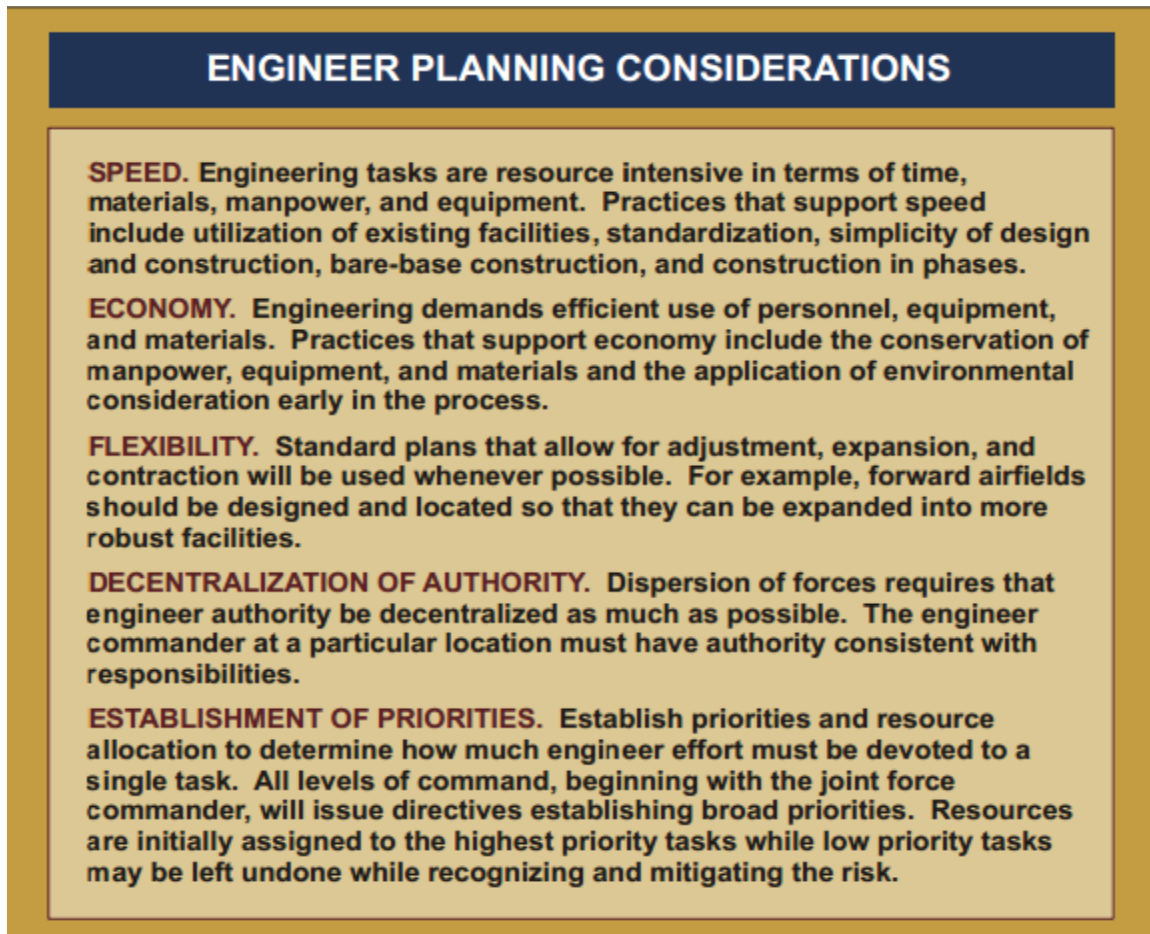 ENGINEER PLANNING CONSIDERATIONS
SPEED. Engineering tasks are resource intensive in terms of time,
materials, manpower, and equipment.  Practices that support speed
include utilization of existing facilities, standardization, simplicity of design
and construction, bare-base construction, and construction in phases.
ECONOMY.  Engineering demands efficient use of personnel, equipment,
and materials.  Practices that support economy include the conservation of
manpower, equipment, and materials and the application of environmental
consideration early in the process.
FLEXIBILITY.  Standard plans that allow for adjustment, expansion, and
contraction will be used whenever possible.  For example, forward airfields
should be designed and located so that they can be expanded into more
robust facilities.
DECENTRALIZATION OF AUTHORITY.  Dispersion of forces requires that
engineer authority be decentralized as much as possible.  The engineer
commander at a particular location must have authority consistent with
responsibilities.
ESTABLISHMENT OF PRIORITIES.  Establish priorities and resource
allocation to determine how much engineer effort must be devoted to a
single task.  All levels of command, beginning with the joint force
commander, will issue directives establishing broad priorities.  Resources
are initially assigned to the highest priority tasks while low priority tasks
may be left undone while recognizing and mitigating the risk.